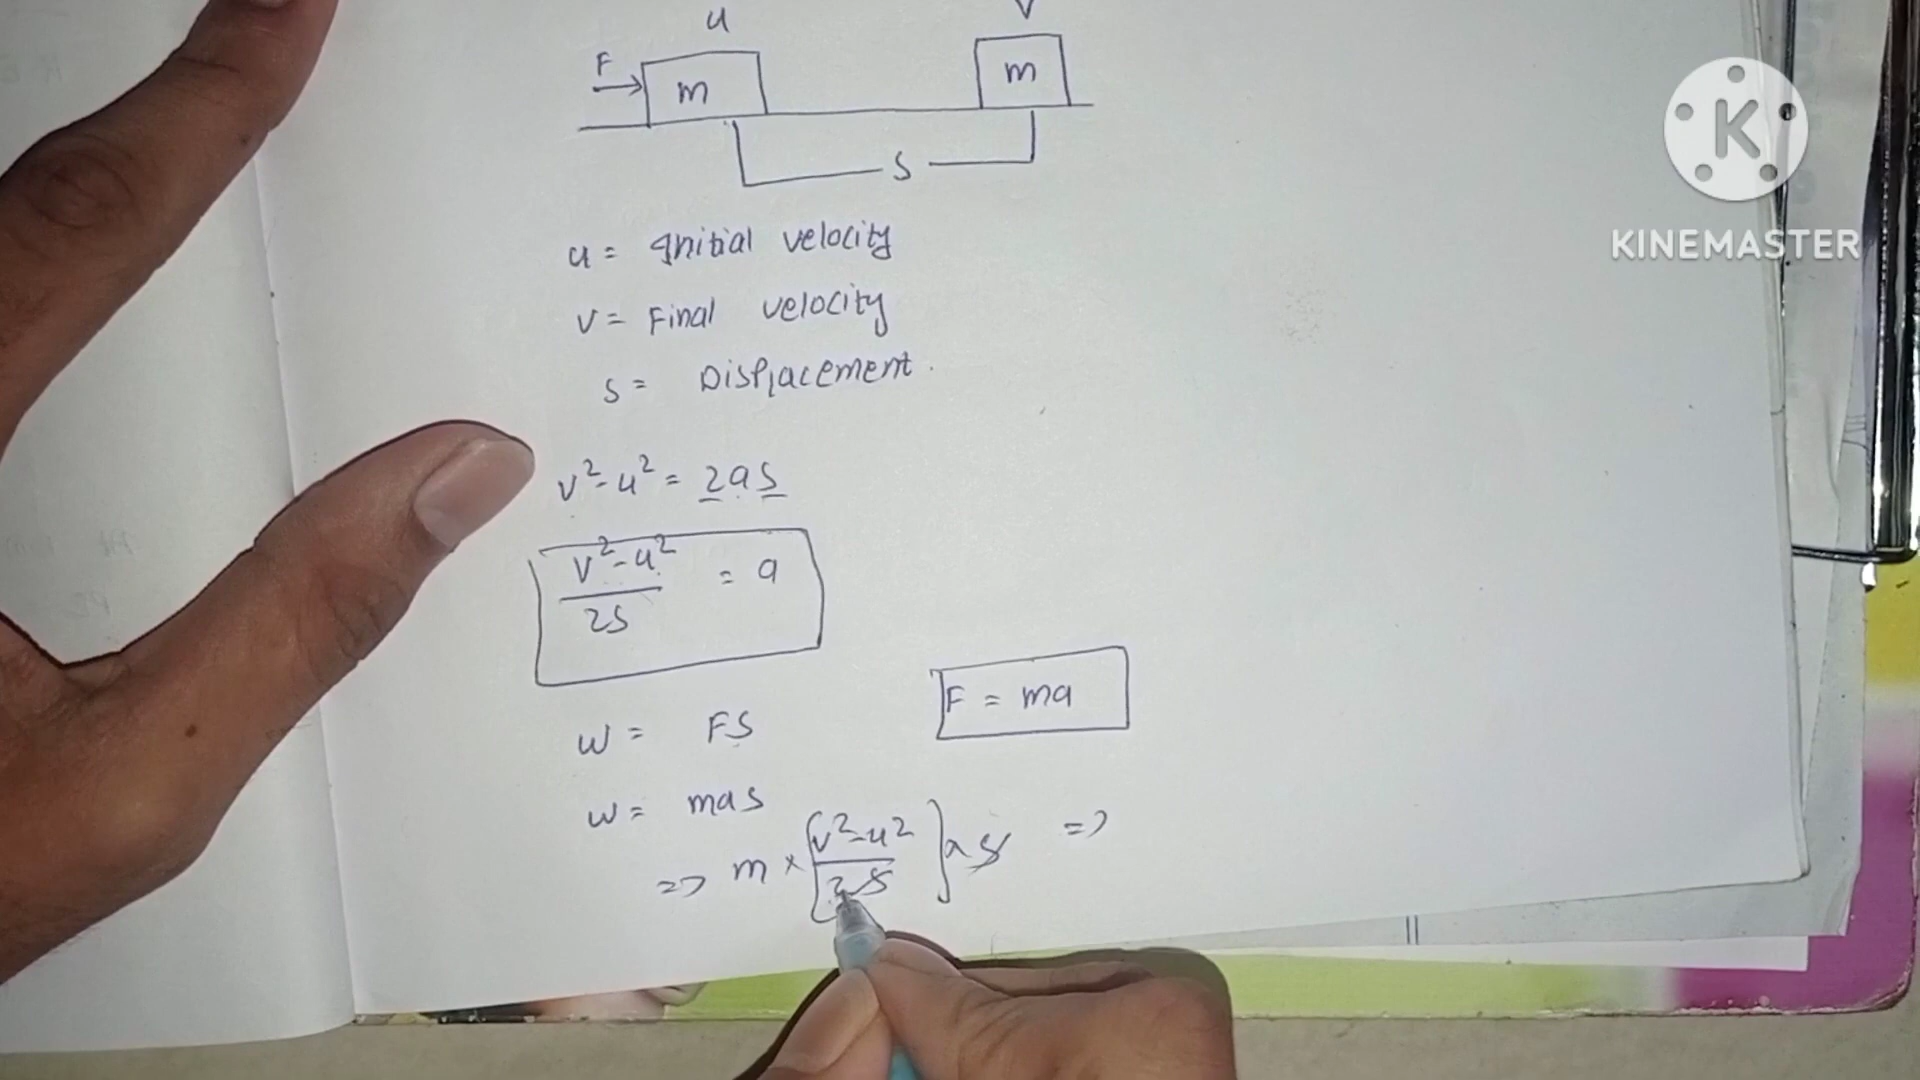 u v
F
m m
S
u = Initial velocity
v = Final velocity
s = Displacement.
v²-u² = 2as
v²-u² / 2s = a
F = ma
W = FS
W = mas
=> m × [v²-u² / 2s] × s =>
K
KINEMASTER